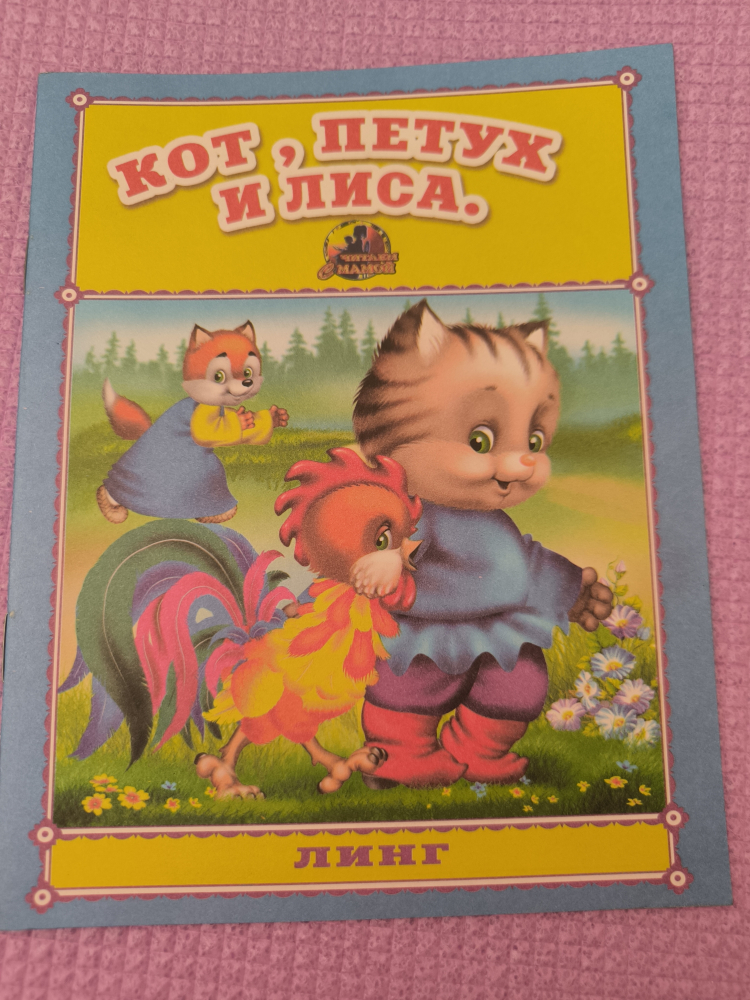 КОТ, ПЕТУХ
И ЛИСА.
ЧИТАЕМ
С МАМОЙ
ЛИНГ